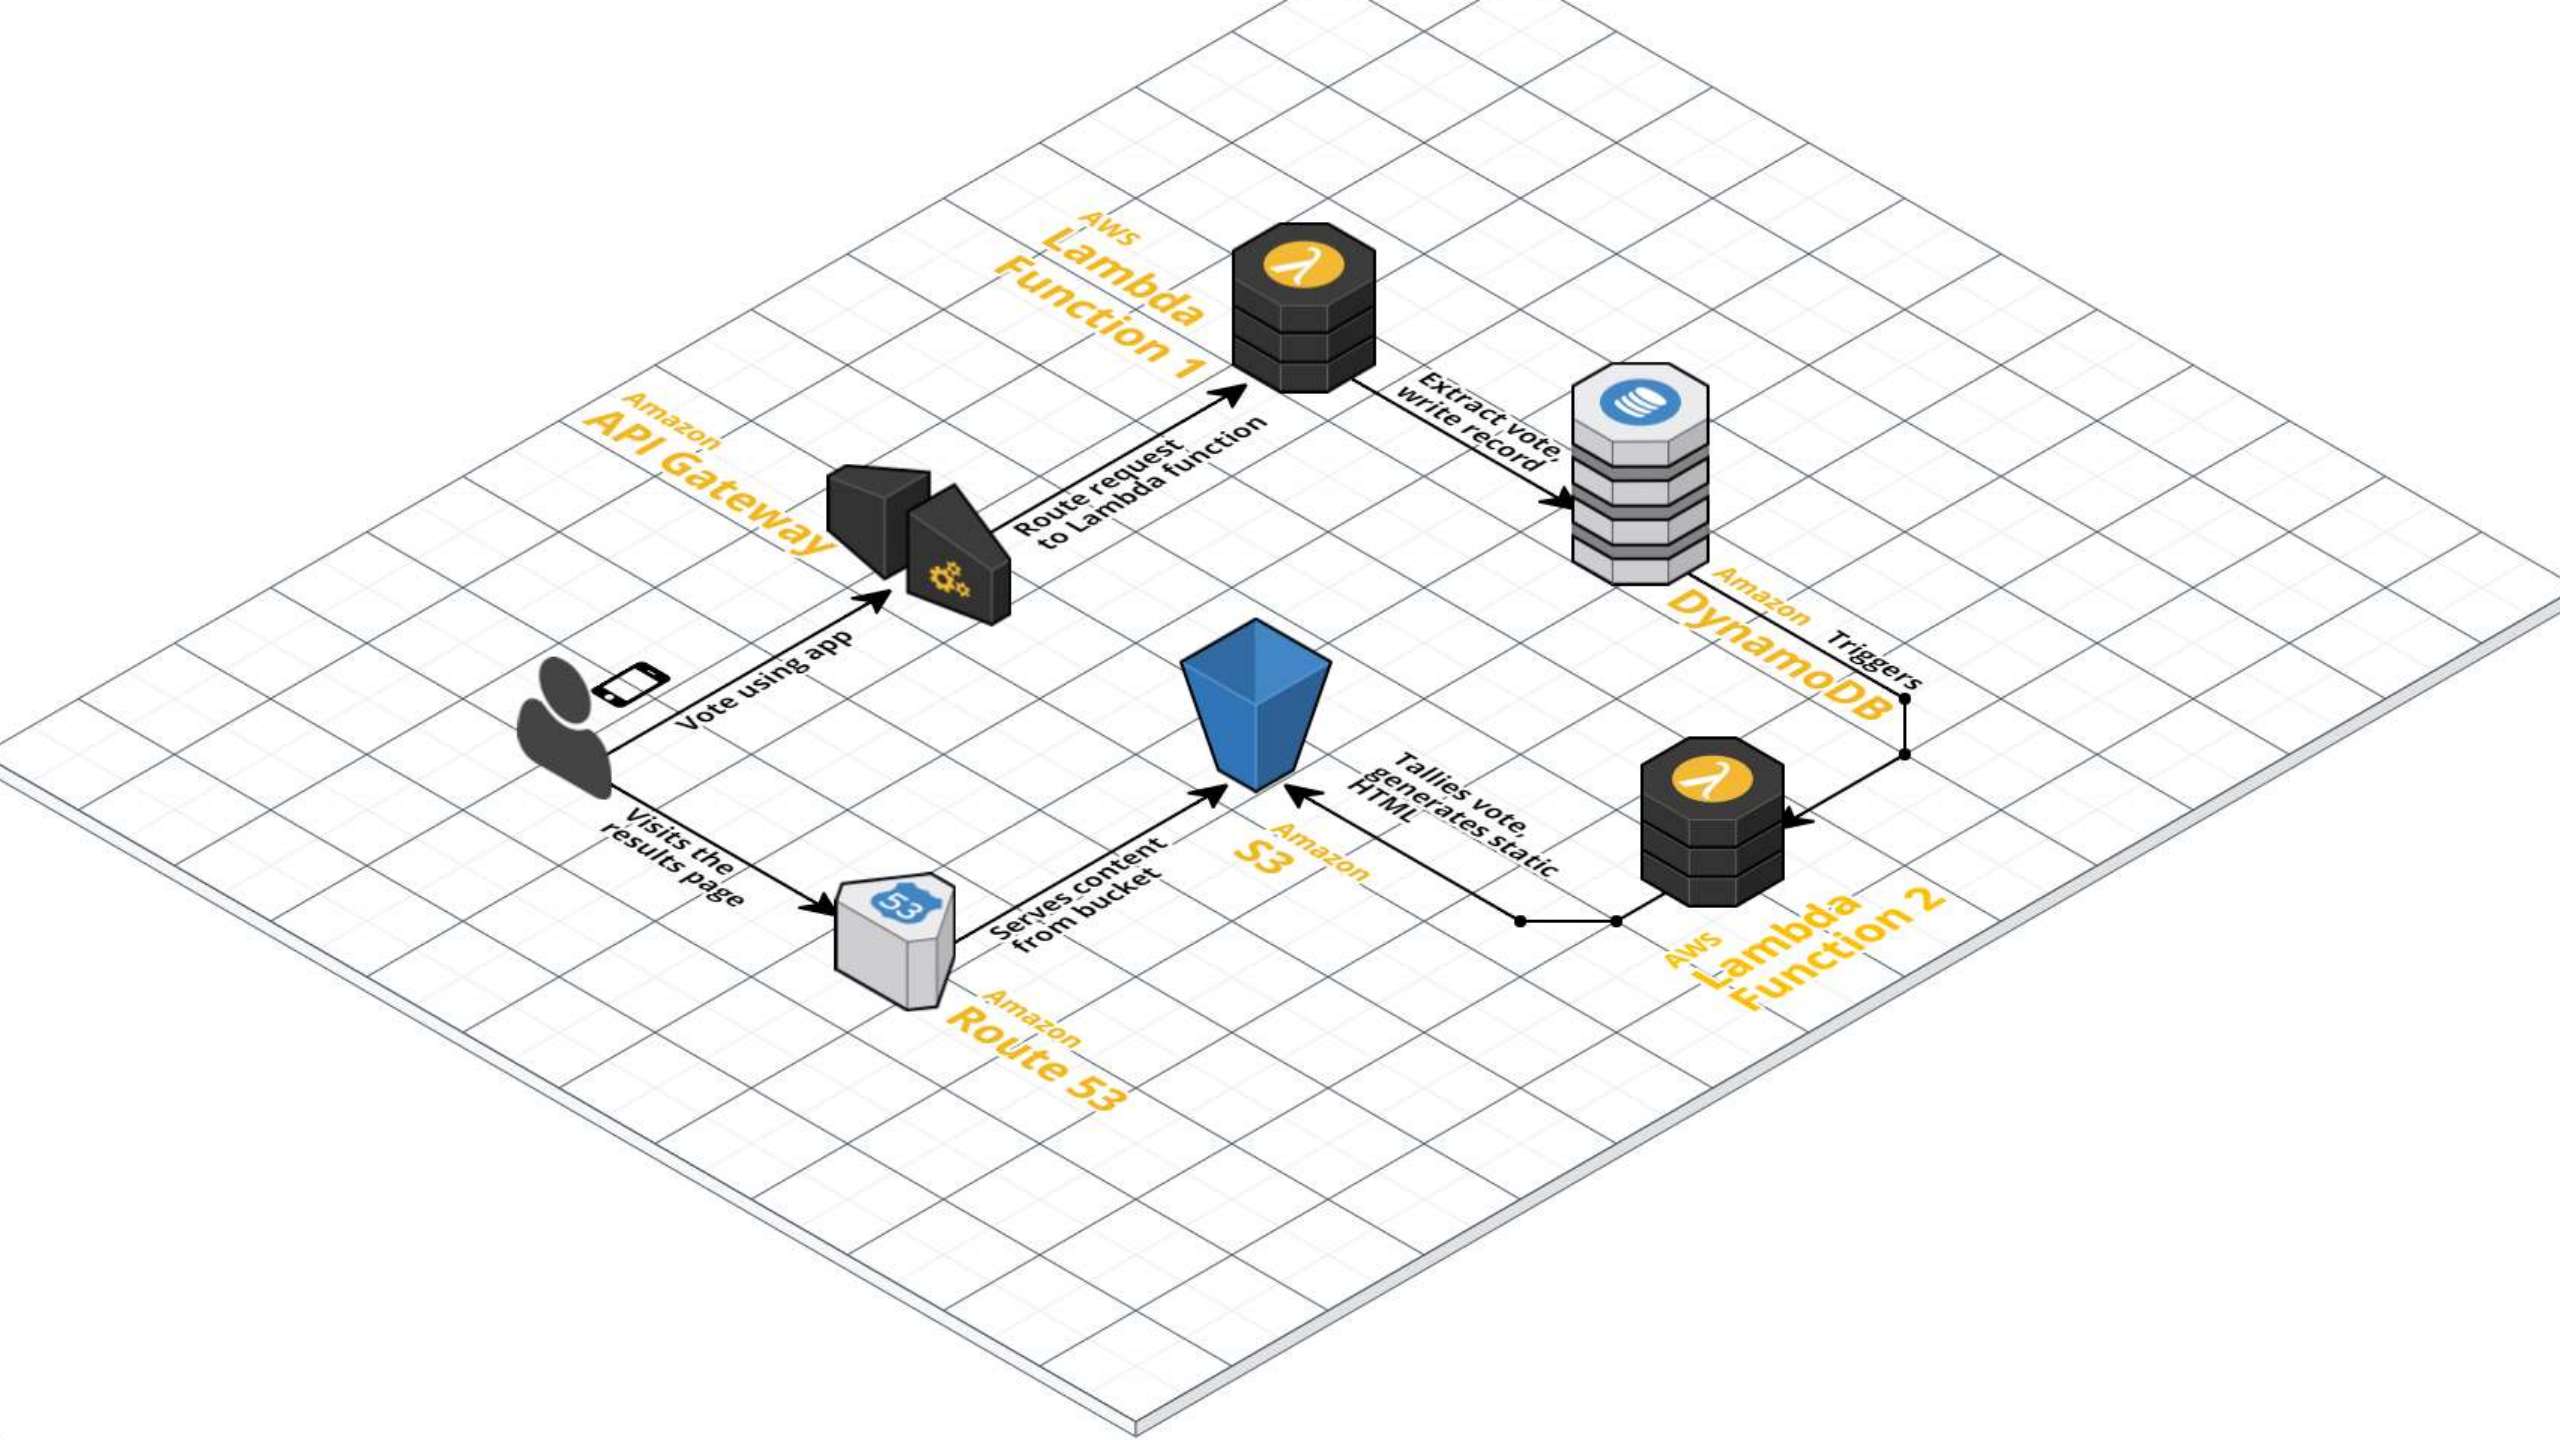 Aws
Lambda
Function 1
Amazon
API Gateway
Route request
to Lambda function
Extract vote,
write record
Amazon
DynamoDB
Triggers
Vote using app
Visits the
results page
53
Amazon
Route 53
Serves content
from bucket
Amazon
S3
Tallies vote,
generates static
HTML
AWS
Lambda
Function 2